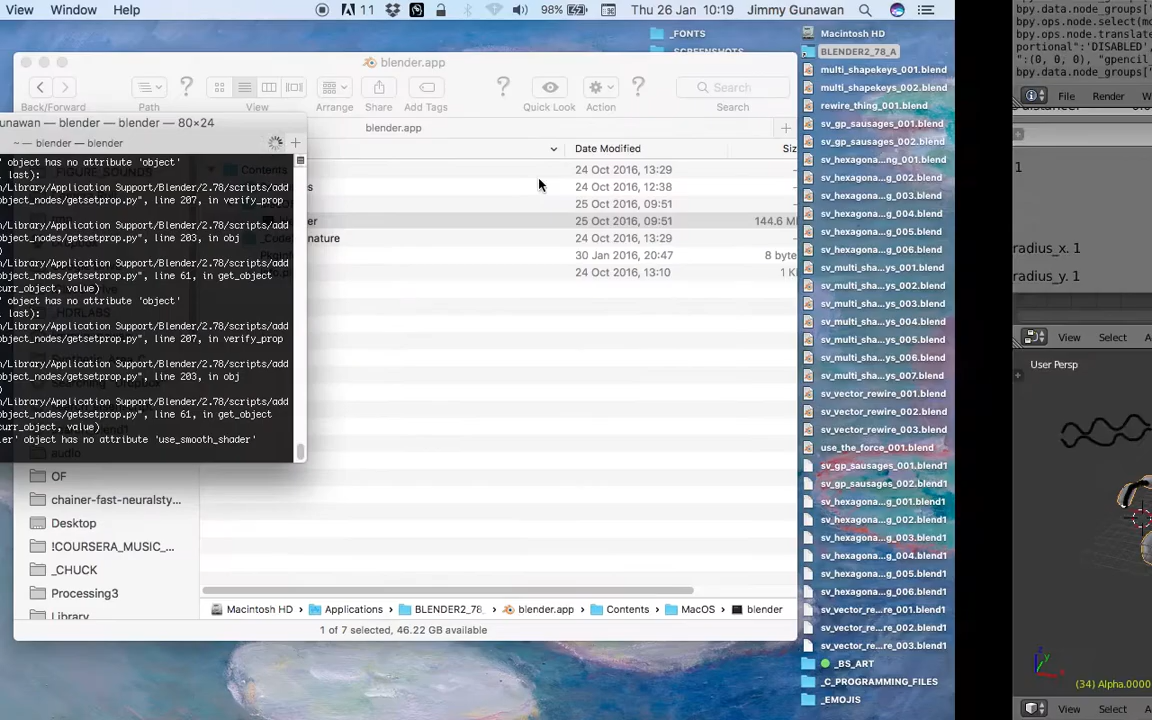 View Window Help
11 98% Thu 26 Jan 10:19 Jimmy Gunawan
blender.app
Back/Forward Path View Arrange Share Add Tags Quick Look Action Search
Search
blender.app
Date Modified Siz
Contents 24 Oct 2016, 13:29 --
s 24 Oct 2016, 12:38 --
25 Oct 2016, 09:51 --
25 Oct 2016, 09:51 144.6 M
_CodeSignature 24 Oct 2016, 13:29 --
30 Jan 2016, 20:47 8 byte
24 Oct 2016, 13:10 1 K
audio
OF
chainer-fast-neuralsty...
Desktop
!COURSERA_MUSIC_...
_CHUCK
Processing3
Library
Macintosh HD Applications BLENDER2_78_ blender.app Contents MacOS blender
1 of 7 selected, 46.22 GB available
unawan — blender — blender — 80×24
~ — blender — blender
' object has no attribute 'object'
last):
n/Library/Application Support/Blender/2.78/scripts/add
object_nodes/getsetprop.py", line 207, in verify_prop
n/Library/Application Support/Blender/2.78/scripts/add
object_nodes/getsetprop.py", line 203, in obj
)
n/Library/Application Support/Blender/2.78/scripts/add
object_nodes/getsetprop.py", line 61, in get_object
curr_object, value)
' object has no attribute 'object'
last):
n/Library/Application Support/Blender/2.78/scripts/add
object_nodes/getsetprop.py", line 207, in verify_prop
n/Library/Application Support/Blender/2.78/scripts/add
object_nodes/getsetprop.py", line 203, in obj
)
n/Library/Application Support/Blender/2.78/scripts/add
object_nodes/getsetprop.py", line 61, in get_object
curr_object, value)
er' object has no attribute 'use_smooth_shader'
_FONTS
_SCREENSHOTS
Macintosh HD
BLENDER2_78_A
multi_shapekeys_001.blend
multi_shapekeys_002.blend
rewire_thing_001.blend
sv_gp_sausages_001.blend
sv_gp_sausages_002.blend
sv_hexagona...ng_001.blend
sv_hexagona...g_002.blend
sv_hexagona...g_003.blend
sv_hexagona...g_004.blend
sv_hexagona...g_005.blend
sv_hexagona...g_006.blend
sv_multi_sha...ys_001.blend
sv_multi_sha...ys_002.blend
sv_multi_sha...ys_003.blend
sv_multi_sha...ys_004.blend
sv_multi_sha...ys_005.blend
sv_multi_sha...ys_006.blend
sv_multi_sha...ys_007.blend
sv_vector_rewire_001.blend
sv_vector_rewire_002.blend
sv_vector_rewire_003.blend
use_the_force_001.blend
sv_gp_sausages_001.blend1
sv_gp_sausages_002.blend1
sv_hexagona...g_001.blend1
sv_hexagona...g_002.blend1
sv_hexagona...g_003.blend1
sv_hexagona...g_004.blend1
sv_hexagona...g_005.blend1
sv_hexagona...g_006.blend1
sv_vector_re...re_001.blend1
sv_vector_re...re_002.blend1
sv_vector_re...re_003.blend1
_BS_ART
_C_PROGRAMMING_FILES
_EMOJIS
bpy.data.node_groups[
bpy.ops.node.select(mo
bpy.ops.node.translate
portional':'DISABLED',
":(0, 0, 0), "gpencil_
bpy.data.node_groups["
File Render W
1
radius_x. 1
radius_y. 1
View Select A
User Persp
(34) Alpha.0000
View Select A